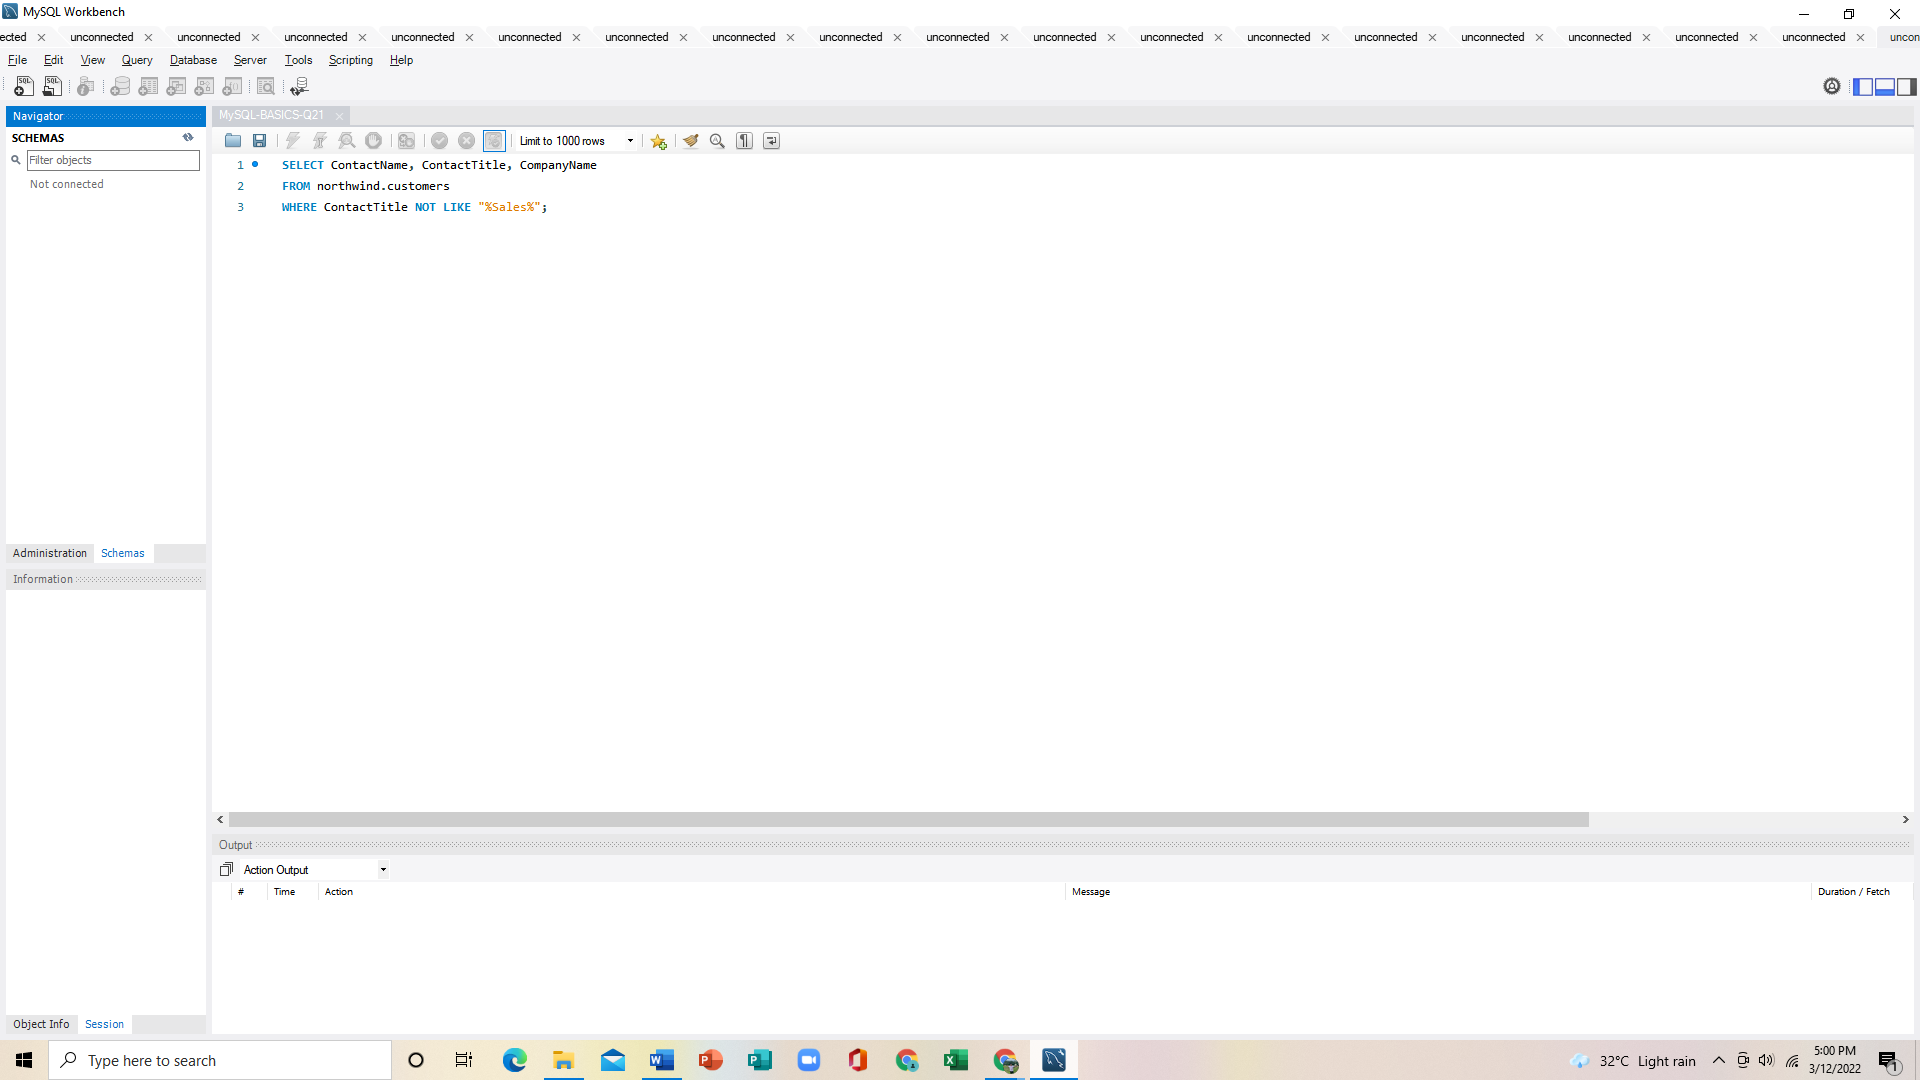 MySQL Workbench
ected unconnected unconnected unconnected unconnected unconnected unconnected unconnected unconnected unconnected unconnected unconnected unconnected unconnected unconnected unconnected unconnected unconnected uncon
File Edit View Query Database Server Tools Scripting Help
Navigator
MySQL-BASICS-Q21
SCHEMAS
Limit to 1000 rows
Filter objects
Not connected
1 SELECT ContactName, ContactTitle, CompanyName
2 FROM northwind.customers
3 WHERE ContactTitle NOT LIKE "%Sales%";
Administration Schemas
Information
Output
Action Output
# Time Action Message Duration / Fetch
Object Info Session
Type here to search
32°C Light rain
5:00 PM
3/12/2022
1